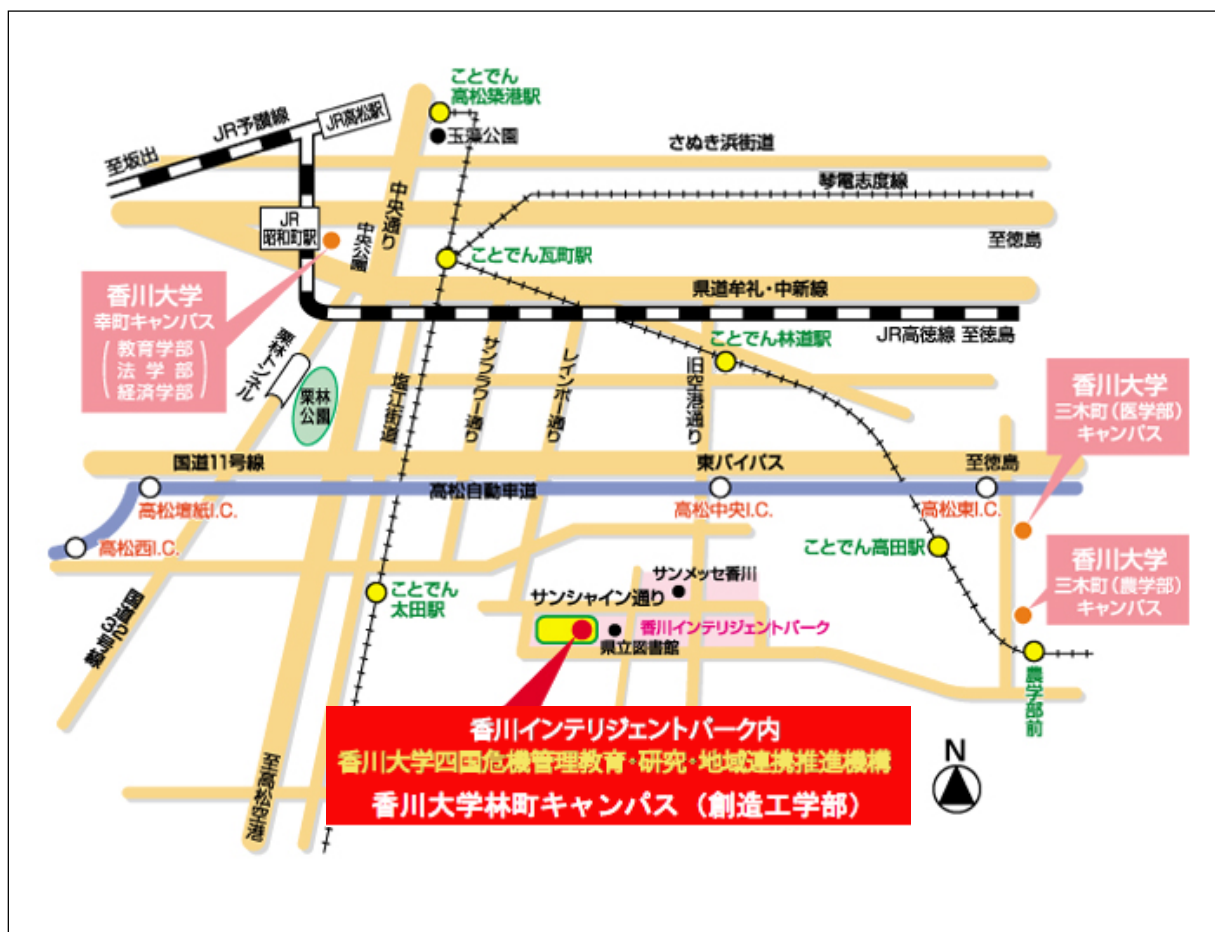 ことでん
高松築港駅
JR高松駅
JR予讃線
玉藻公園
至坂出
さぬき浜街道
琴電志度線
中央通り
中央公園
JR
昭和町駅
至徳島
ことでん瓦町駅
香川大学
幸町キャンパス
教育学部
法学部
経済学部
県道牟礼・中新線
JR高徳線 至徳島
ことでん林道駅
栗林トンネル
栗林
公園
塩江街道
サンフラワー通り
レインボー通り
旧空港通り
香川大学
三木町(医学部)
キャンパス
国道11号線
東バイパス
至徳島
高松自動車道
高松壇紙I.C.
高松中央I.C.
高松東I.C.
高松西I.C.
ことでん高田駅
香川大学
三木町(農学部)
キャンパス
国道32号線
ことでん
太田駅
サンメッセ香川
サンシャイン通り
香川インテリジェントパーク
県立図書館
農学部前
香川インテリジェントパーク内
香川大学四国危機管理教育・研究・地域連携推進機構
香川大学林町キャンパス(創造工学部)
至高松空港
N